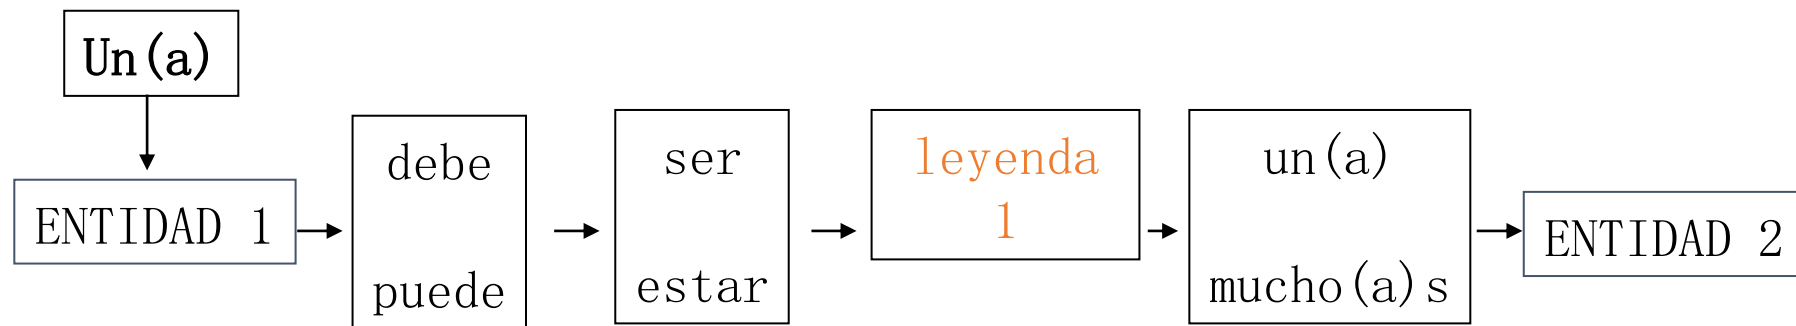 Un(a)
ENTIDAD 1
debe
puede
ser
estar
leyenda
1
un(a)
mucho(a)s
ENTIDAD 2